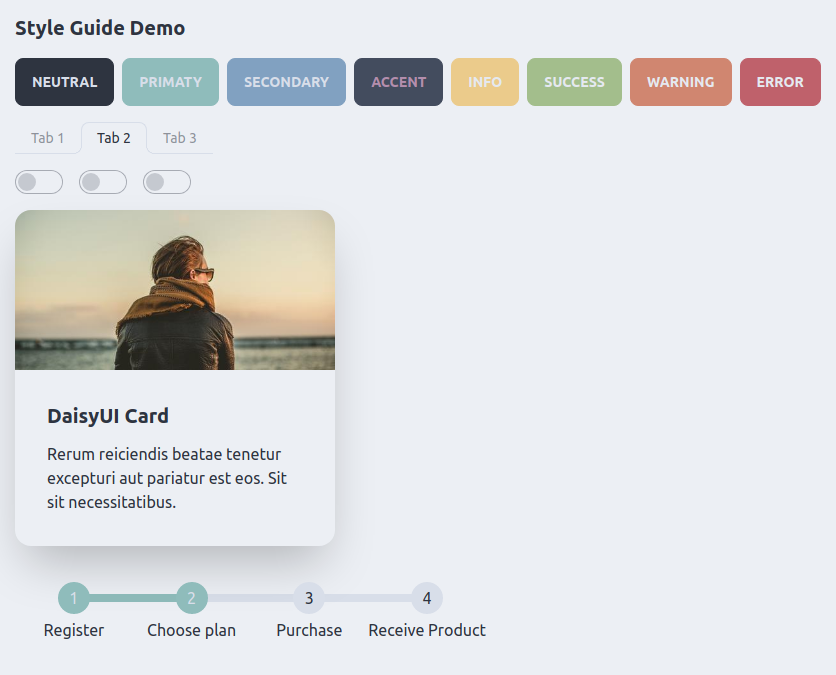 Style Guide Demo
NEUTRAL PRIMATY SECONDARY ACCENT INFO SUCCESS WARNING ERROR
Tab 1 Tab 2 Tab 3
DaisyUI Card
Rerum reiciendis beatae tenetur
excepturi aut pariatur est eos. Sit
sit necessitatibus.
1 2 3 4
Register Choose plan Purchase Receive Product